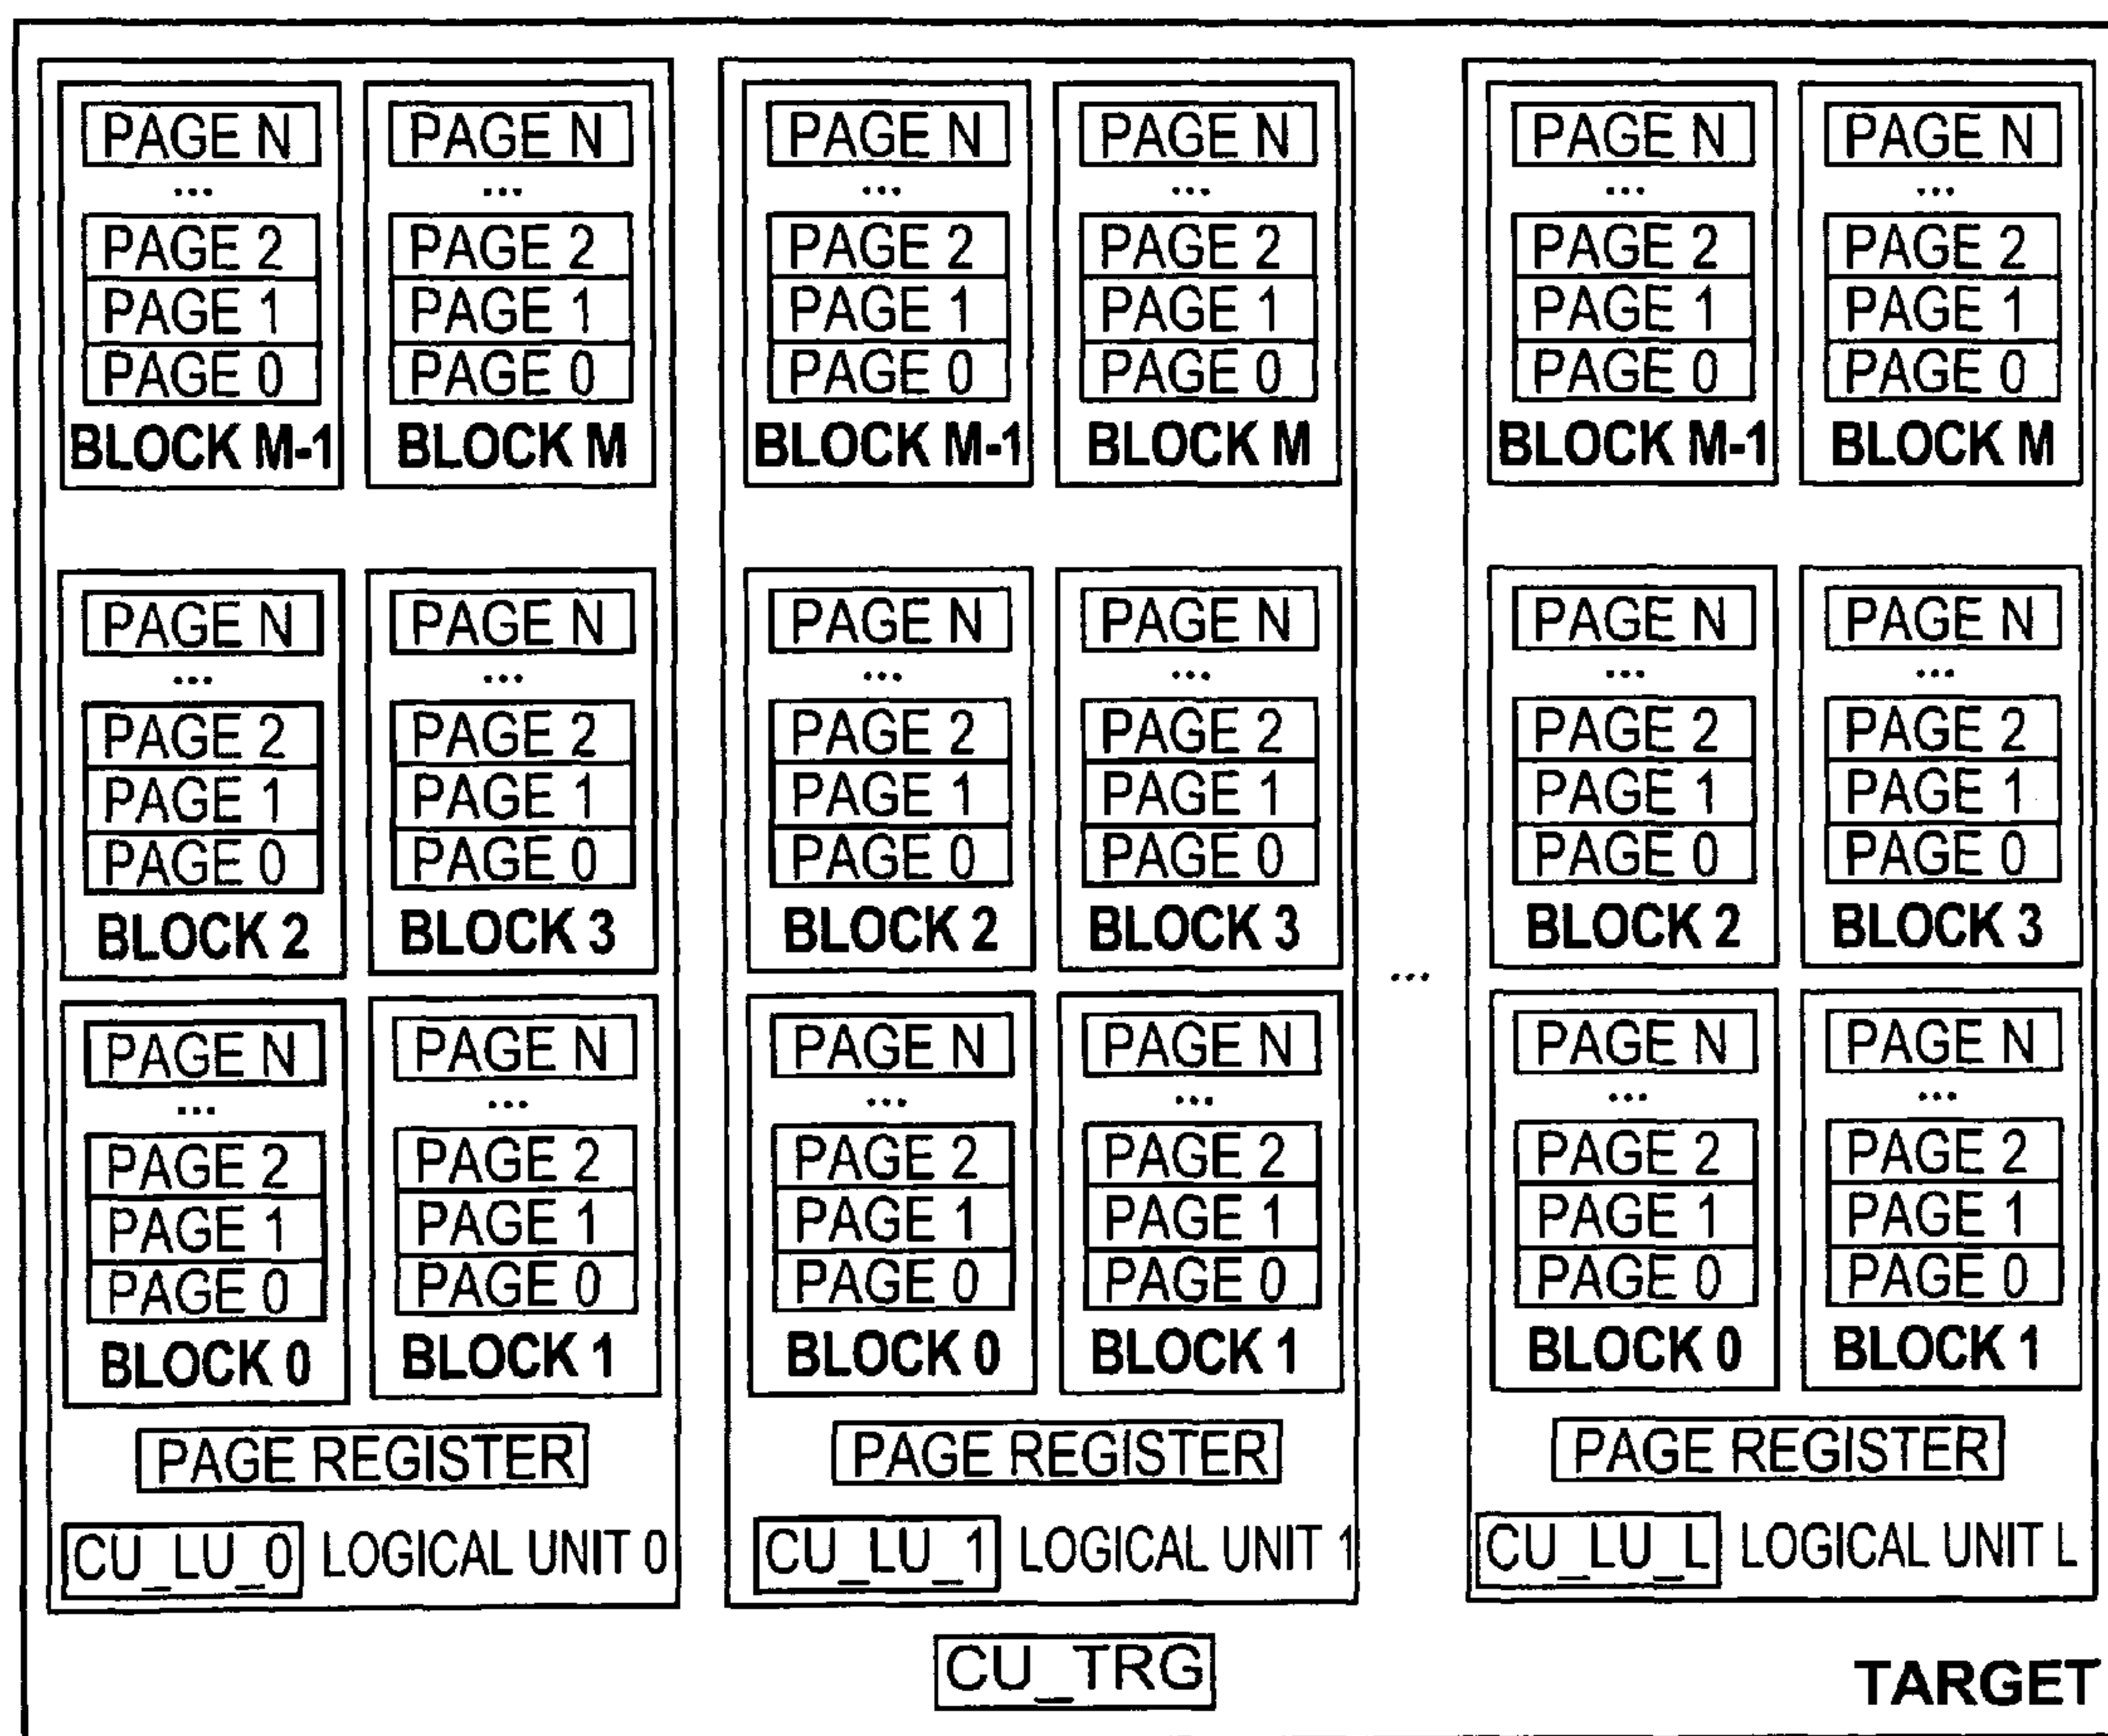 PAGE N PAGE N PAGE N PAGE N PAGE N PAGE N
... ... ... ... ... ...
PAGE 2 PAGE 2 PAGE 2 PAGE 2 PAGE 2 PAGE 2
PAGE 1 PAGE 1 PAGE 1 PAGE 1 PAGE 1 PAGE 1
PAGE 0 PAGE 0 PAGE 0 PAGE 0 PAGE 0 PAGE 0
BLOCK M-1 BLOCK M BLOCK M-1 BLOCK M BLOCK M-1 BLOCK M
PAGE N PAGE N PAGE N PAGE N PAGE N PAGE N
... ... ... ... ... ...
PAGE 2 PAGE 2 PAGE 2 PAGE 2 PAGE 2 PAGE 2
PAGE 1 PAGE 1 PAGE 1 PAGE 1 PAGE 1 PAGE 1
PAGE 0 PAGE 0 PAGE 0 PAGE 0 PAGE 0 PAGE 0
BLOCK 2 BLOCK 3 BLOCK 2 BLOCK 3 BLOCK 2 BLOCK 3
...
PAGE N PAGE N PAGE N PAGE N PAGE N PAGE N
... ... ... ... ... ...
PAGE 2 PAGE 2 PAGE 2 PAGE 2 PAGE 2 PAGE 2
PAGE 1 PAGE 1 PAGE 1 PAGE 1 PAGE 1 PAGE 1
PAGE 0 PAGE 0 PAGE 0 PAGE 0 PAGE 0 PAGE 0
BLOCK 0 BLOCK 1 BLOCK 0 BLOCK 1 BLOCK 0 BLOCK 1
PAGE REGISTER PAGE REGISTER PAGE REGISTER
CU_LU_0 LOGICAL UNIT 0 CU_LU_1 LOGICAL UNIT 1 CU_LU_L LOGICAL UNIT L
CU_TRG TARGET